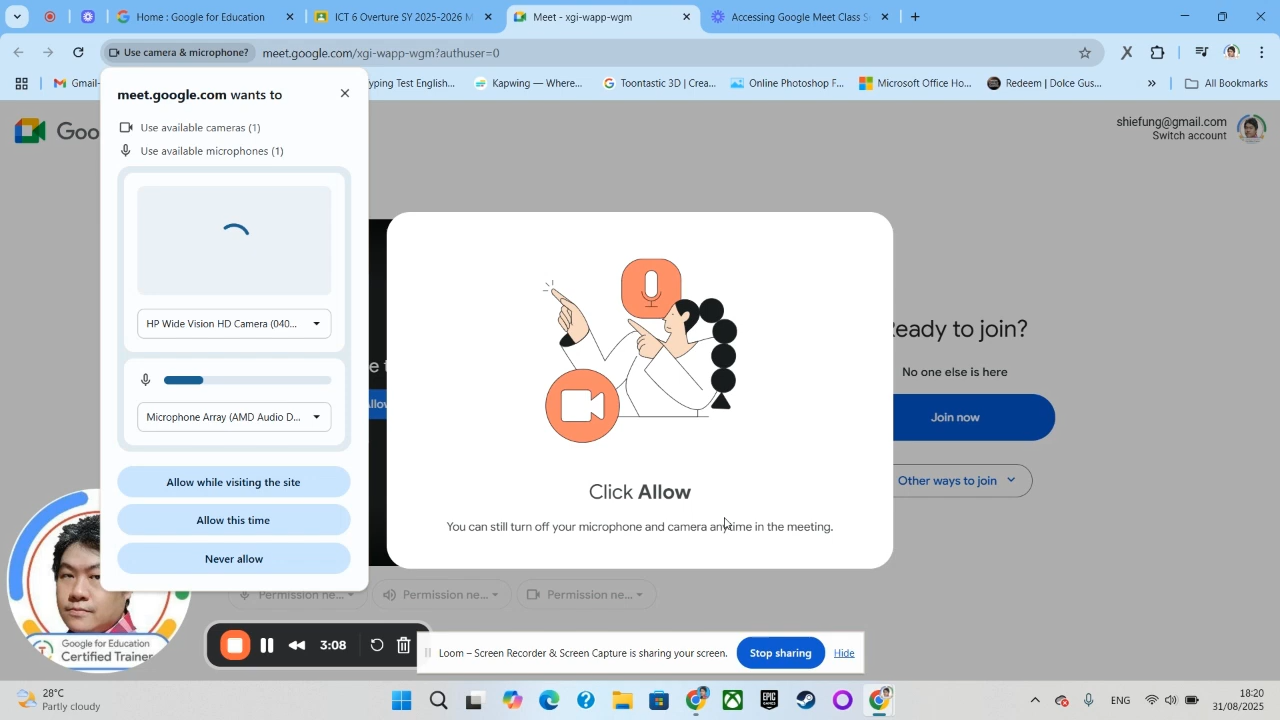 Home
ICT 6 Overture SY 2025-2026 M
Meet - xgi-wapp-wgm
Accessing Google Meet Class S
Use camera & microphone?
meet.google.com/xgi-wapp-wgm?authuser=0
Gmail
yping Test English...
Kapwing — Where...
Toontastic 3D | Crea...
Online Photoshop F...
Microsoft Office Ho...
Redeem | Dolce Gus...
All Bookmarks
meet.google.com wants to
Use available cameras (1)
Use available microphones (1)
HP Wide Vision HD Camera (040...
Microphone Array (AMD Audio D...
Allow while visiting the site
Allow this time
Never allow
Goo
shiefung@gmail.com
Switch account
Click Allow
You can still turn off your microphone and camera anytime in the meeting.
eady to join?
No one else is here
Join now
Other ways to join
Permission ne...
Permission ne...
Permission ne...
Google for Education
Certified Trainer
3:08
Loom – Screen Recorder & Screen Capture is sharing your screen.
Stop sharing
Hide
28°C
Partly cloudy
ENG
18:20
31/08/2025